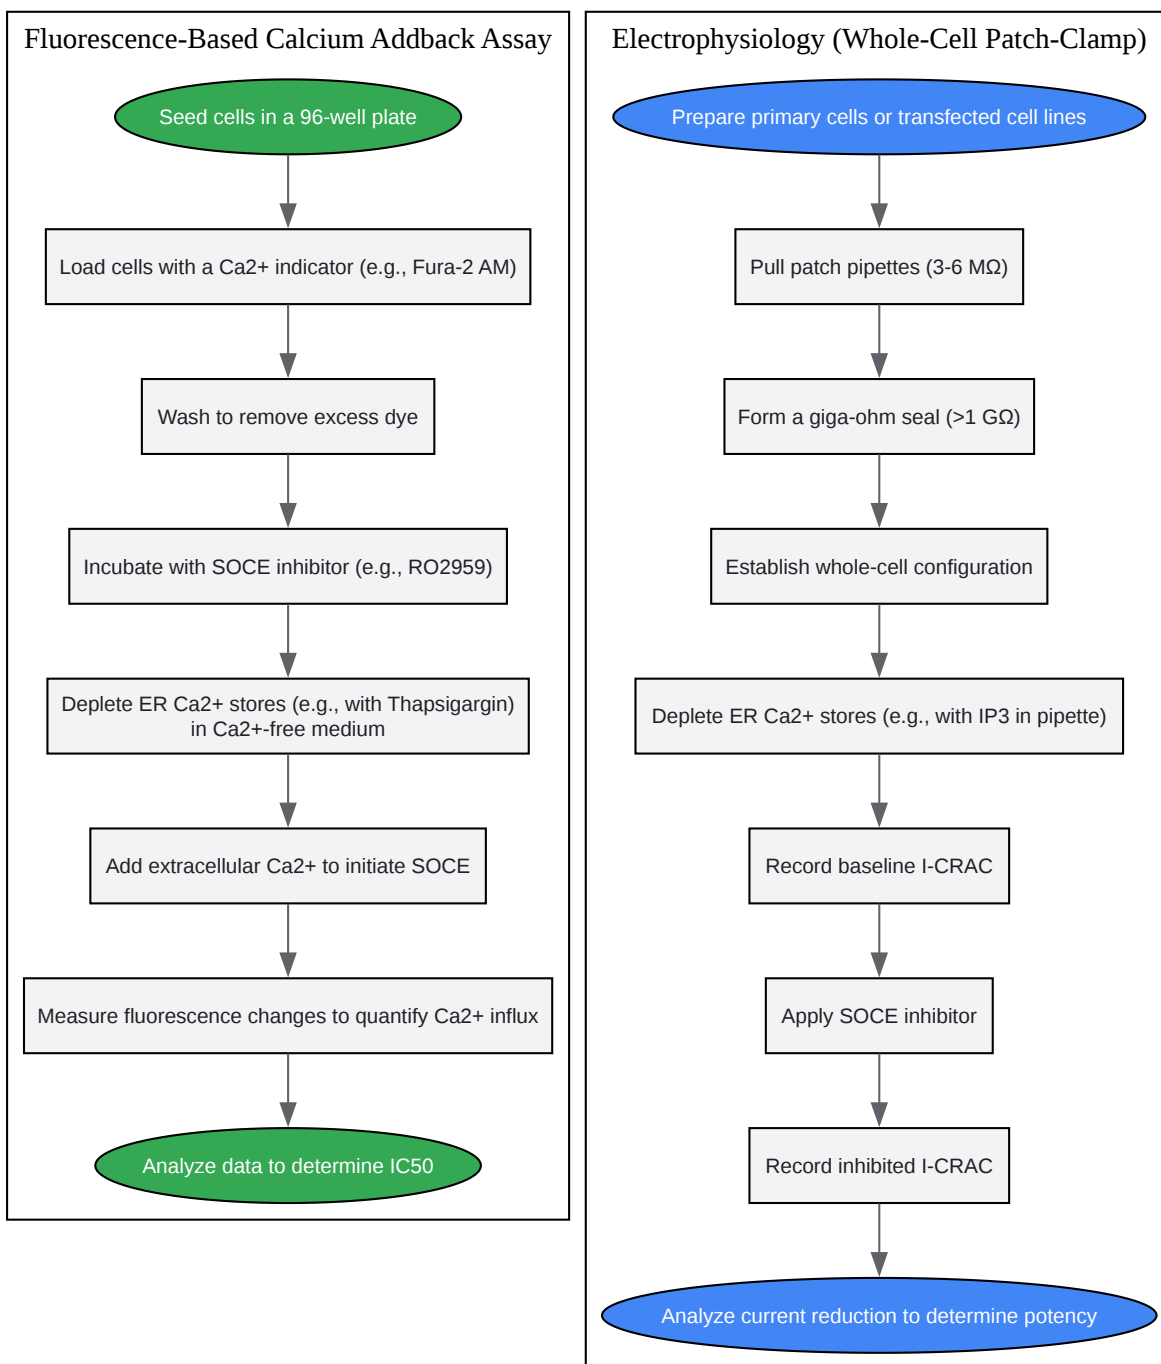 Fluorescence-Based Calcium Addback Assay
Seed cells in a 96-well plate
Load cells with a Ca2+ indicator (e.g., Fura-2 AM)
Wash to remove excess dye
Incubate with SOCE inhibitor (e.g., RO2959)
Deplete ER Ca2+ stores (e.g., with Thapsigargin)
in Ca2+-free medium
Add extracellular Ca2+ to initiate SOCE
Measure fluorescence changes to quantify Ca2+ influx
Analyze data to determine IC50
Electrophysiology (Whole-Cell Patch-Clamp)
Prepare primary cells or transfected cell lines
Pull patch pipettes (3-6 MΩ)
Form a giga-ohm seal (>1 GΩ)
Establish whole-cell configuration
Deplete ER Ca2+ stores (e.g., with IP3 in pipette)
Record baseline I-CRAC
Apply SOCE inhibitor
Record inhibited I-CRAC
Analyze current reduction to determine potency